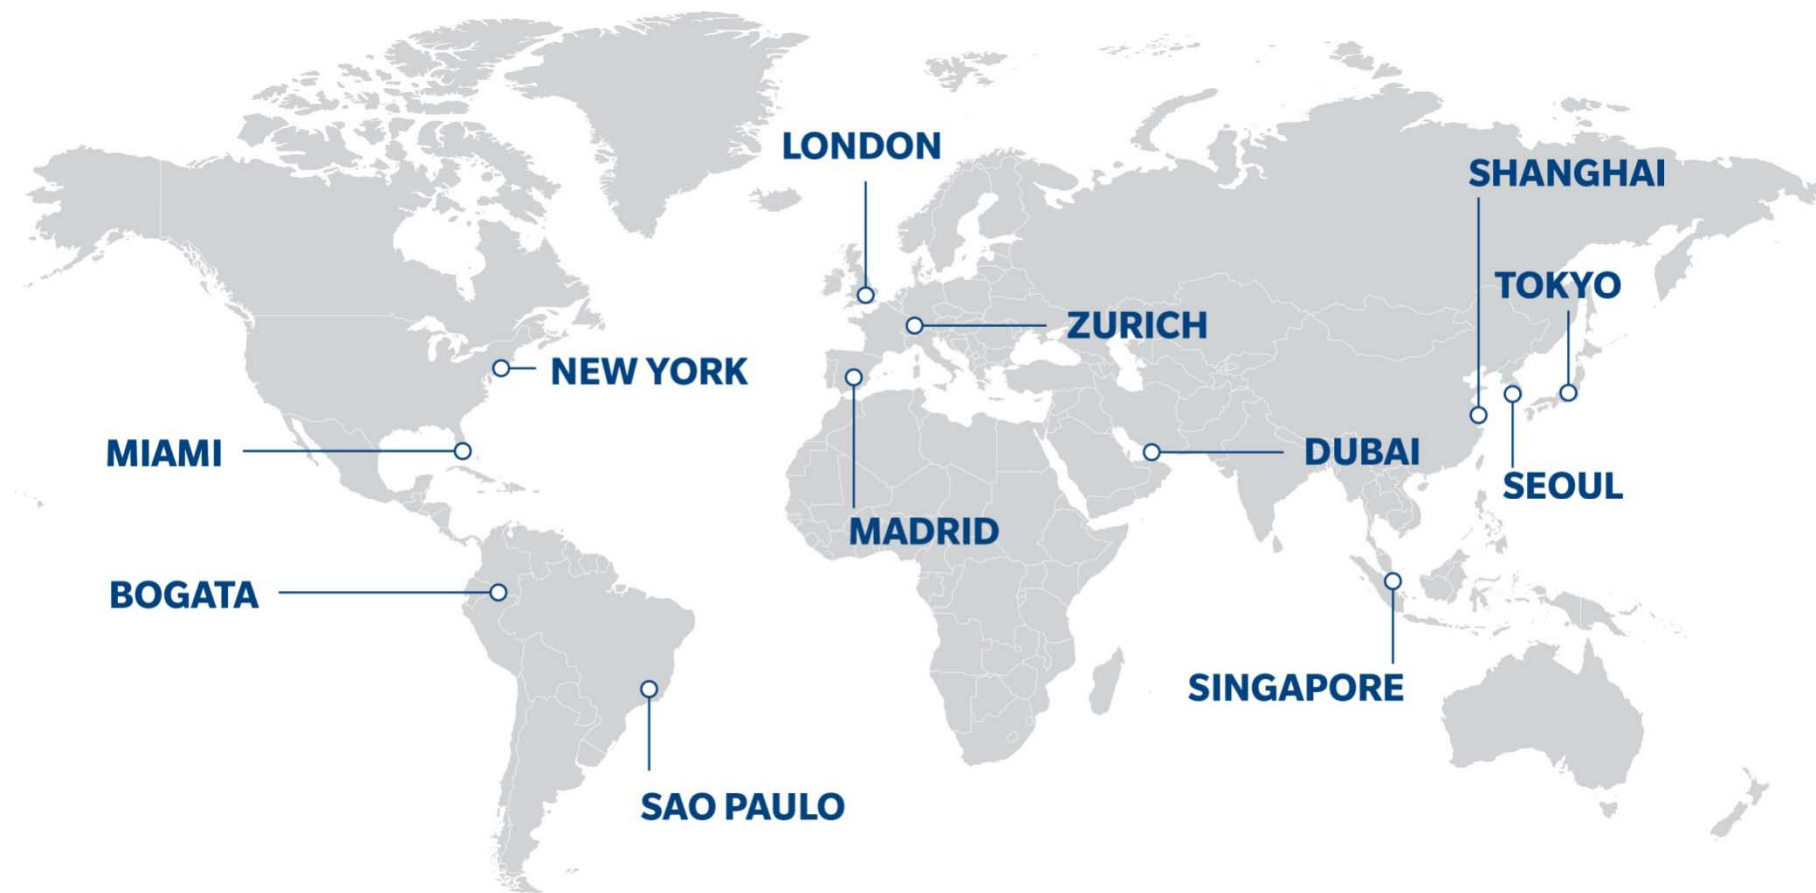 LONDON
SHANGHAI
TOKYO
ZURICH
NEW YORK
MIAMI
DUBAI
SEOUL
MADRID
BOGATA
SINGAPORE
SAO PAULO